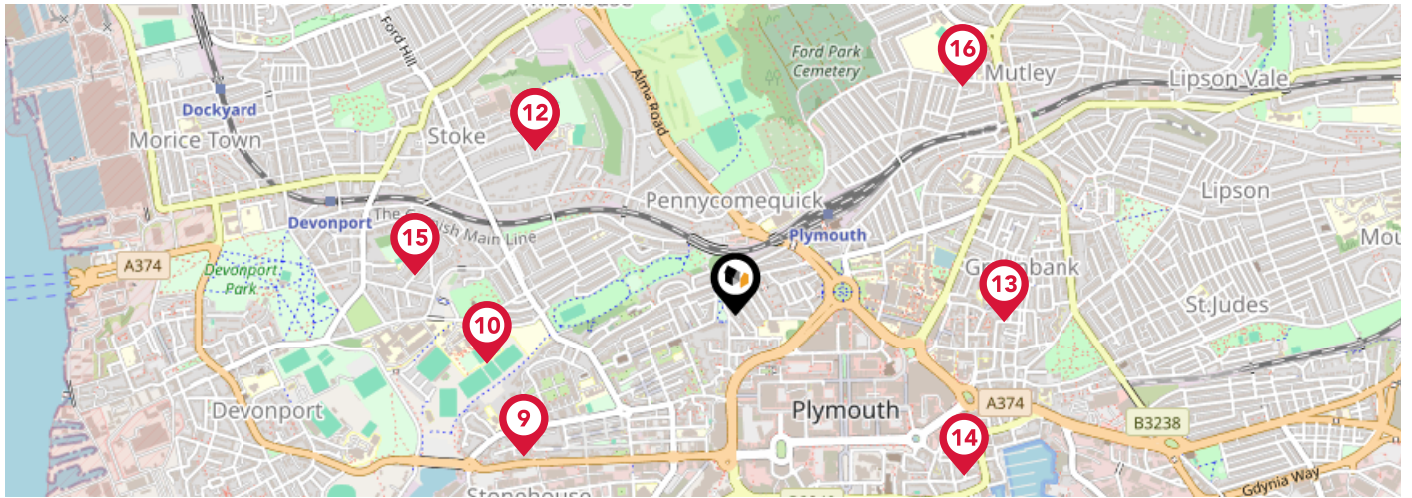 Milehouse
Ford Hill
Alma Road
Ford Park
Cemetery
16
Mutley
Lipson Vale
Dockyard
Morice Town
12
Stoke
Pennycomequick
Lipson
Devonport
The Cornish Main Line
Plymouth
15
A374
Devonport
Park
Greenbank
13
St.Judes
10
Devonport
9
Plymouth
A374
B3238
14
Stonehouse
Gdynia Way